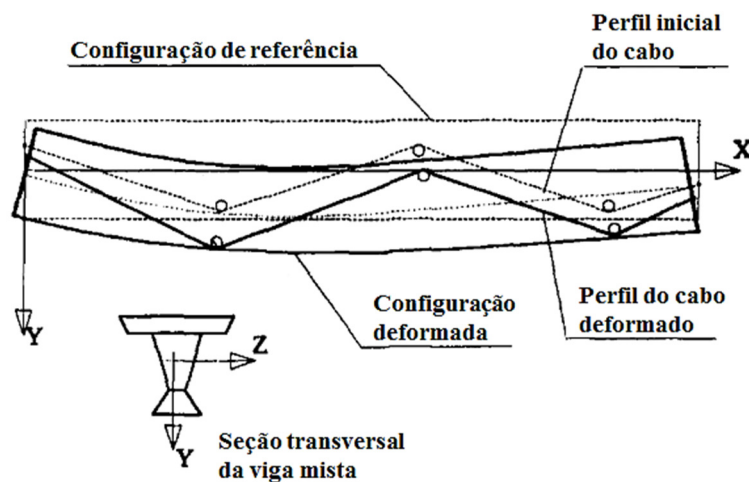 Perfil inicial
do cabo
Configuração de referência
X
Configuração
deformada
Perfil do cabo
deformado
Y
Z
Y
Seção transversal
da viga mista